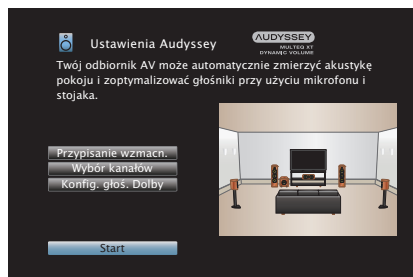 Ustawienia Audyssey
AUDYSSEY
MULTEQ XT
DYNAMIC VOLUME
Twój odbiornik AV może automatycznie zmierzyć akustykę
pokoju i zoptymalizować głośniki przy użyciu mikrofonu i
stojaka.
Przypisanie wzmacn.
Wybór kanałów
Konfig. głoś. Dolby
Start